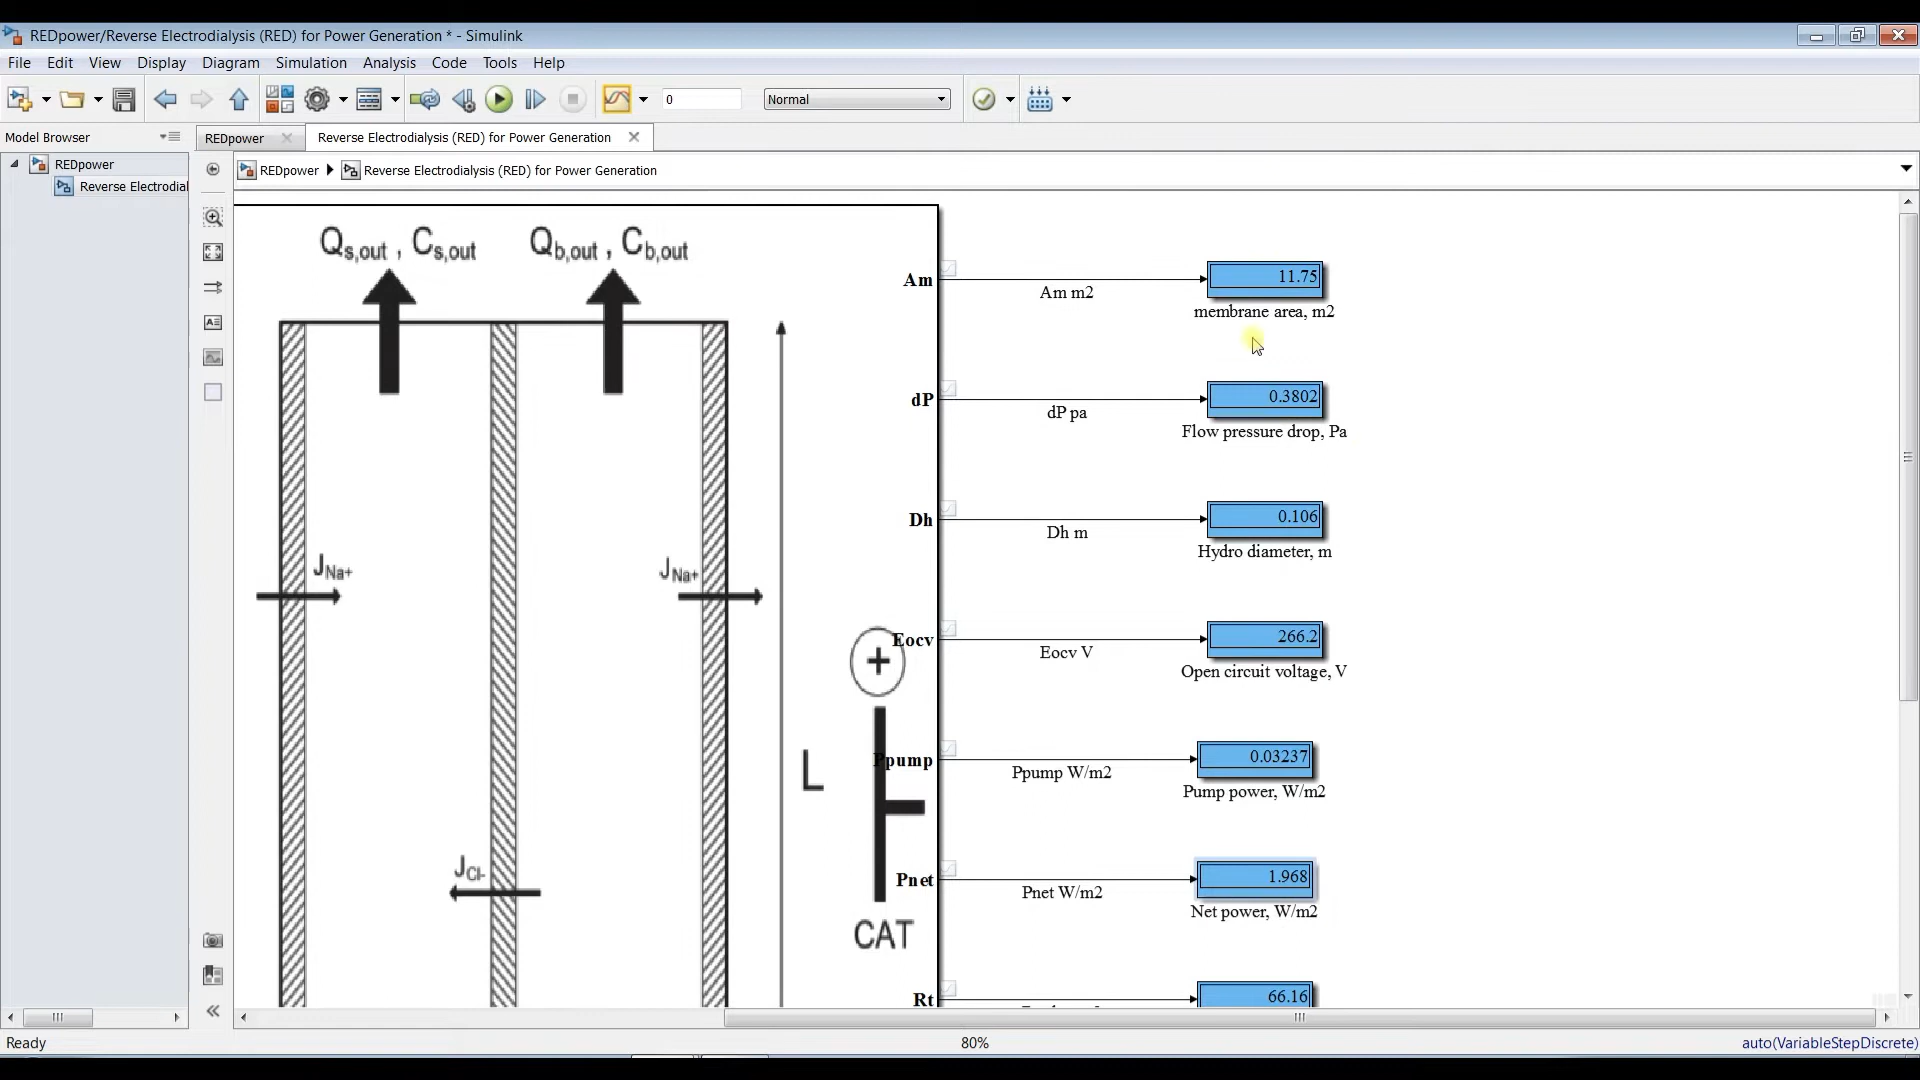 REDpower/Reverse Electrodialysis (RED) for Power Generation * - Simulink
File Edit View Display Diagram Simulation Analysis Code Tools Help
0 Normal
Model Browser
REDpower
Reverse Electrodial
REDpower Reverse Electrodialysis (RED) for Power Generation
REDpower Reverse Electrodialysis (RED) for Power Generation
Qs,out , Cs,out Qb,out , Cb,out
Am Am m2 11.75
membrane area, m2
dP dP pa 0.3802
Flow pressure drop, Pa
Dh Dh m 0.106
Hydro diameter, m
JNa+ JNa+
+
Eocv Eocv V 266.2
Open circuit voltage, V
L
Ppump Ppump W/m2 0.03237
Pump power, W/m2
JCl-
Pnet Pnet W/m2 1.968
Net power, W/m2
CAT
Rt 66.16
Ready 80% auto(VariableStepDiscrete)